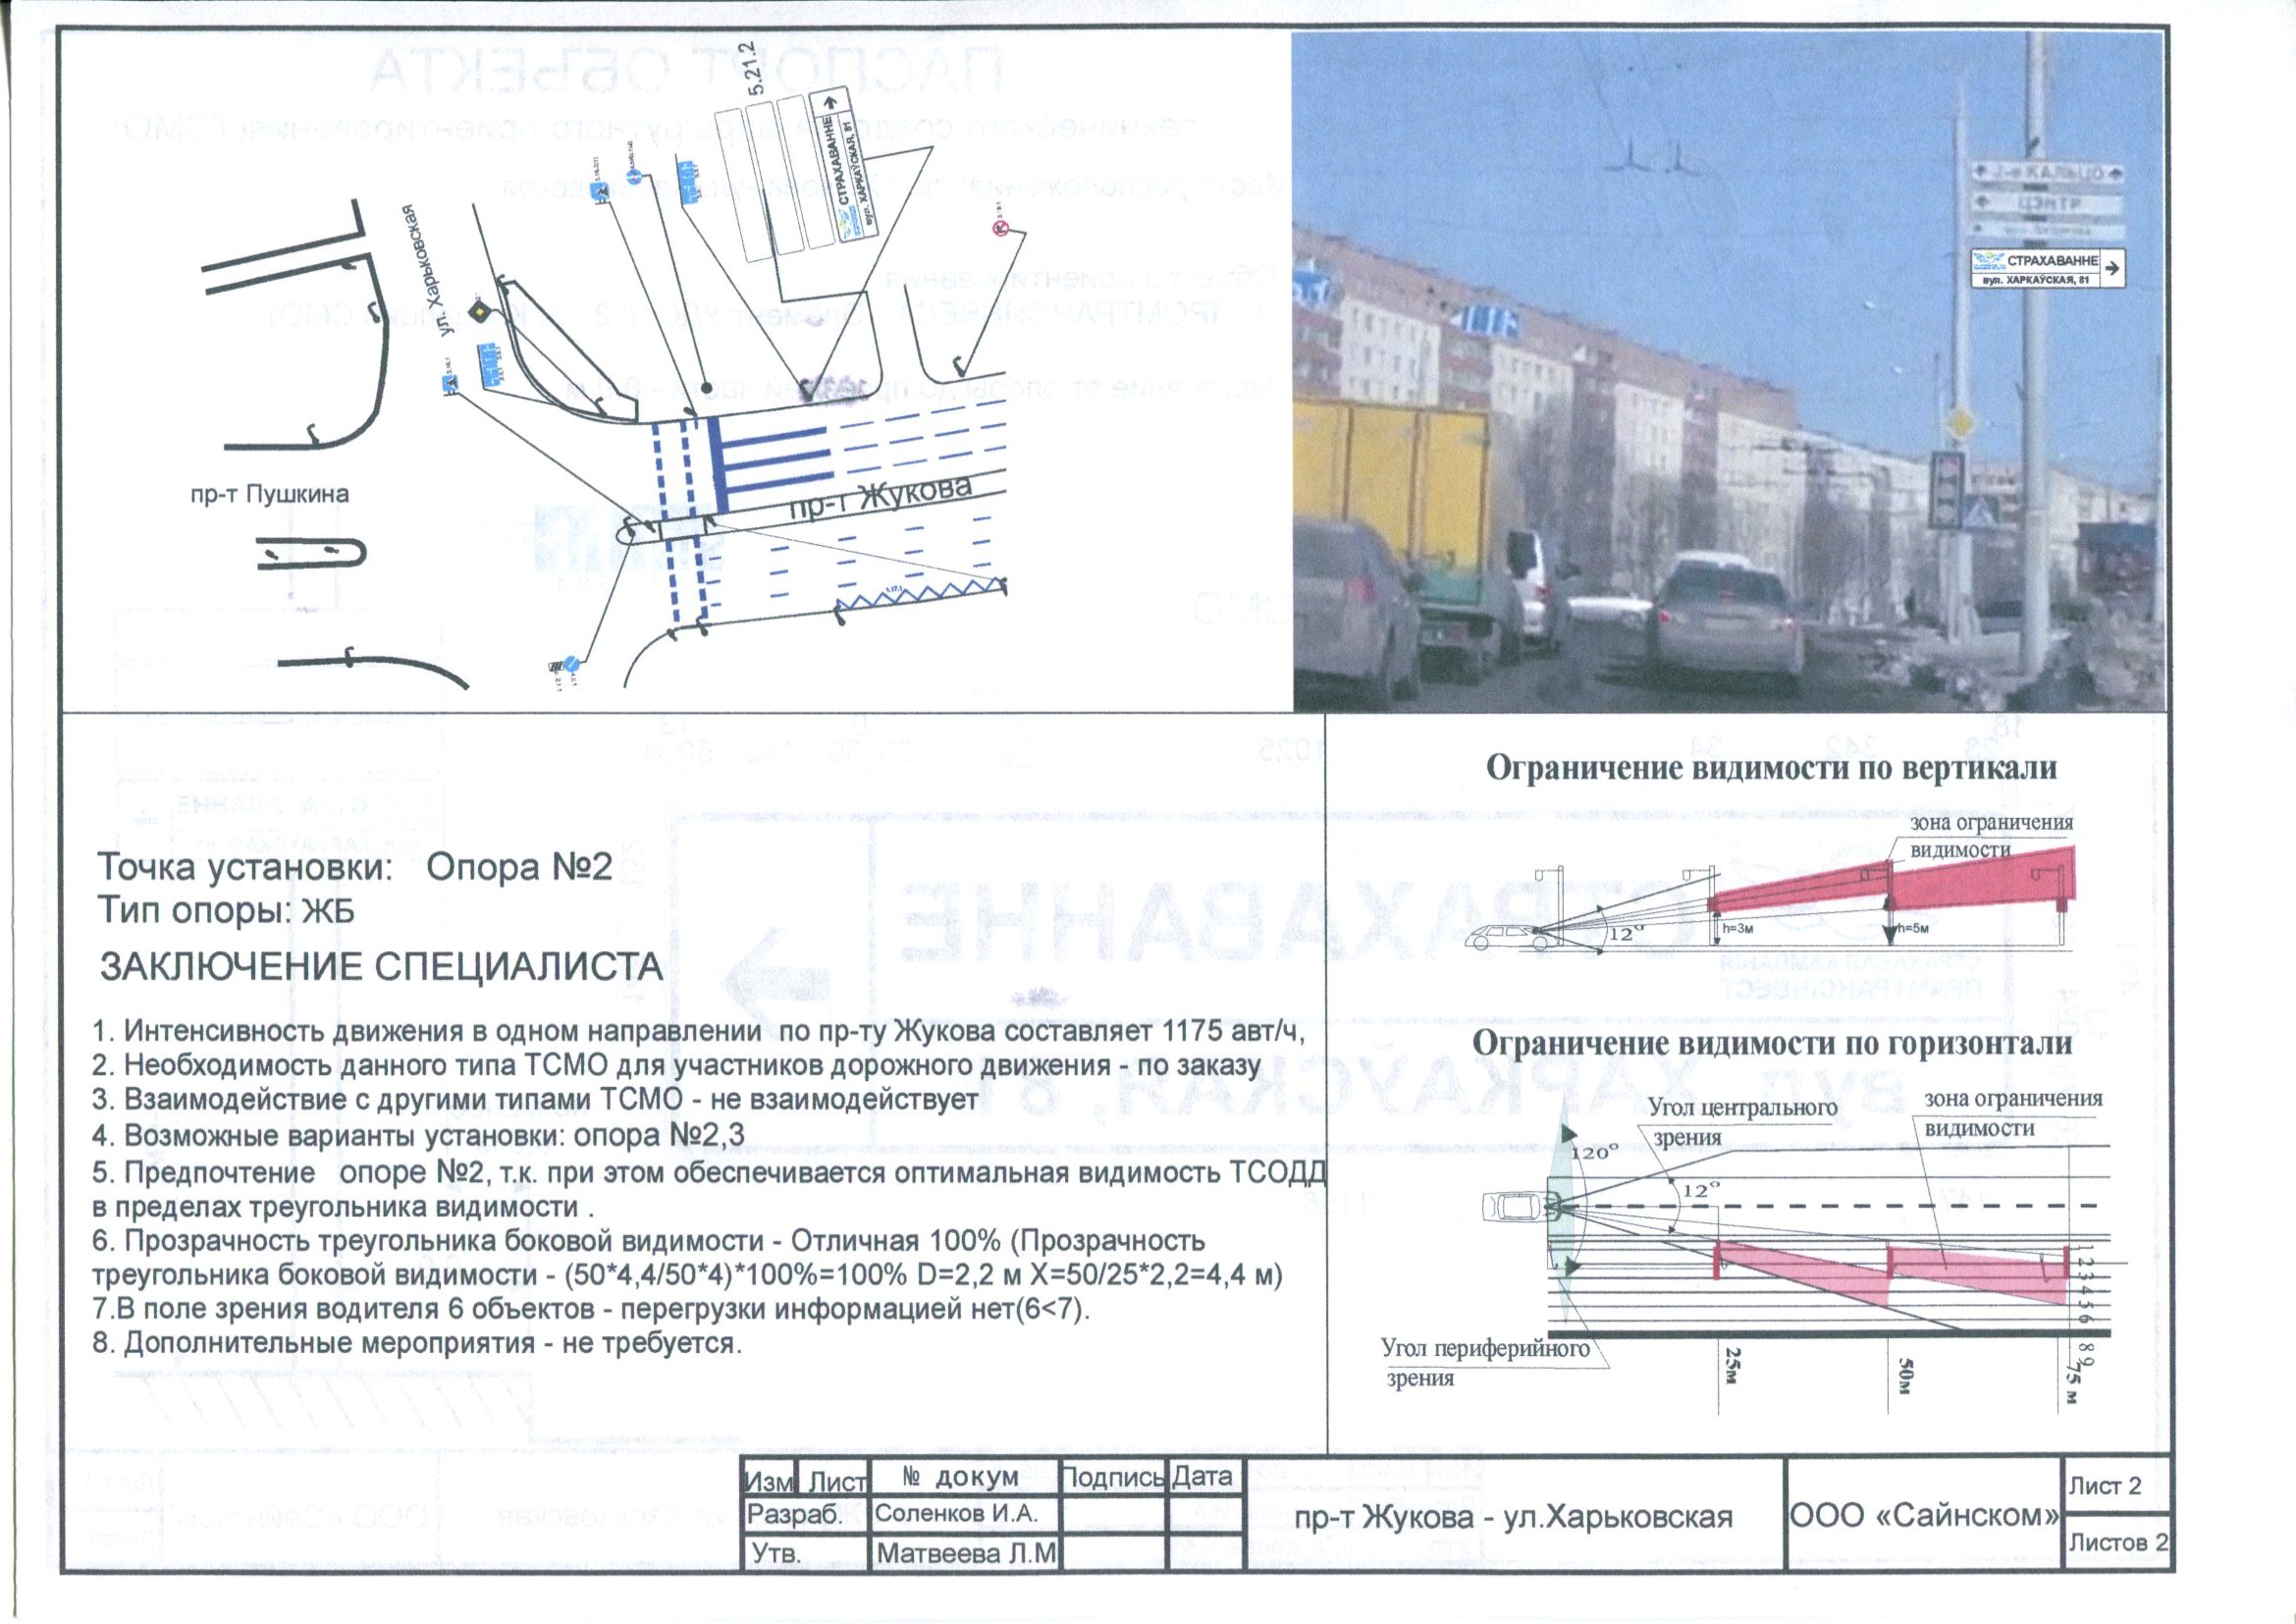 5.21.2
СТРАХАВАННЕ
вул. ХАРКАЎСКАЯ, 81
ул. Харьковская
пр-т Пушкина
пр-т Жукова
2-е КАЛЬЦО
ЦЭНТР
СТРАХАВАННЕ
вул. ХАРКАЎСКАЯ, 81
Точка установки: Опора №2
Тип опоры: ЖБ
ЗАКЛЮЧЕНИЕ СПЕЦИАЛИСТА
1. Интенсивность движения в одном направлении по пр-ту Жукова составляет 1175 авт/ч,
2. Необходимость данного типа ТСМО для участников дорожного движения - по заказу
3. Взаимодействие с другими типами ТСМО - не взаимодействует
4. Возможные варианты установки: опора №2,3
5. Предпочтение опоре №2, т.к. при этом обеспечивается оптимальная видимость ТСОДД
в пределах треугольника видимости .
6. Прозрачность треугольника боковой видимости - Отличная 100% (Прозрачность
треугольника боковой видимости - (50*4,4/50*4)*100%=100% D=2,2 м X=50/25*2,2=4,4 м)
7.В поле зрения водителя 6 объектов - перегрузки информацией нет(6<7).
8. Дополнительные мероприятия - не требуется.
Ограничение видимости по вертикали
зона ограничения
видимости
12°
h=3м
h=5м
Ограничение видимости по горизонтали
Угол центрального
зрения
зона ограничения
видимости
120°
12°
1 2 3 4 5 6 8 9
Угол периферийного
зрения
25м
50м
75 м
Изм Лист № докум Подпись Дата
Разраб. Соленков И.А.
Утв. Матвеева Л.М
пр-т Жукова - ул.Харьковская
ООО «Сайнском»
Лист 2
Листов 2